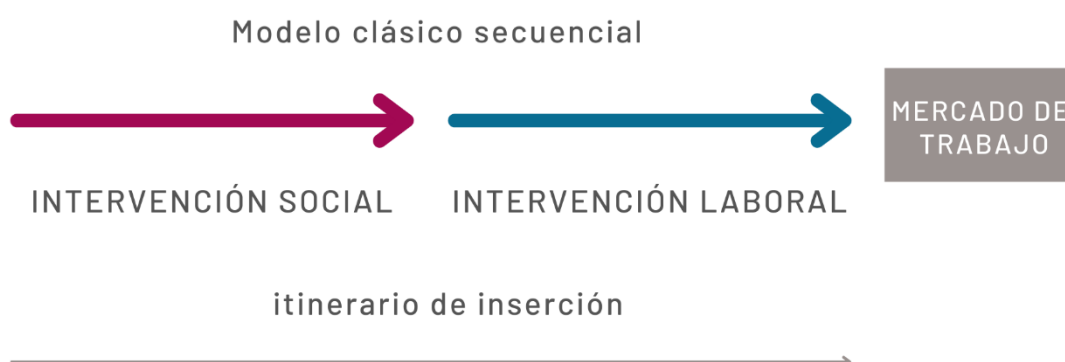 Modelo clásico secuencial
MERCADO DE
TRABAJO
INTERVENCIÓN SOCIAL
INTERVENCIÓN LABORAL
itinerario de inserción